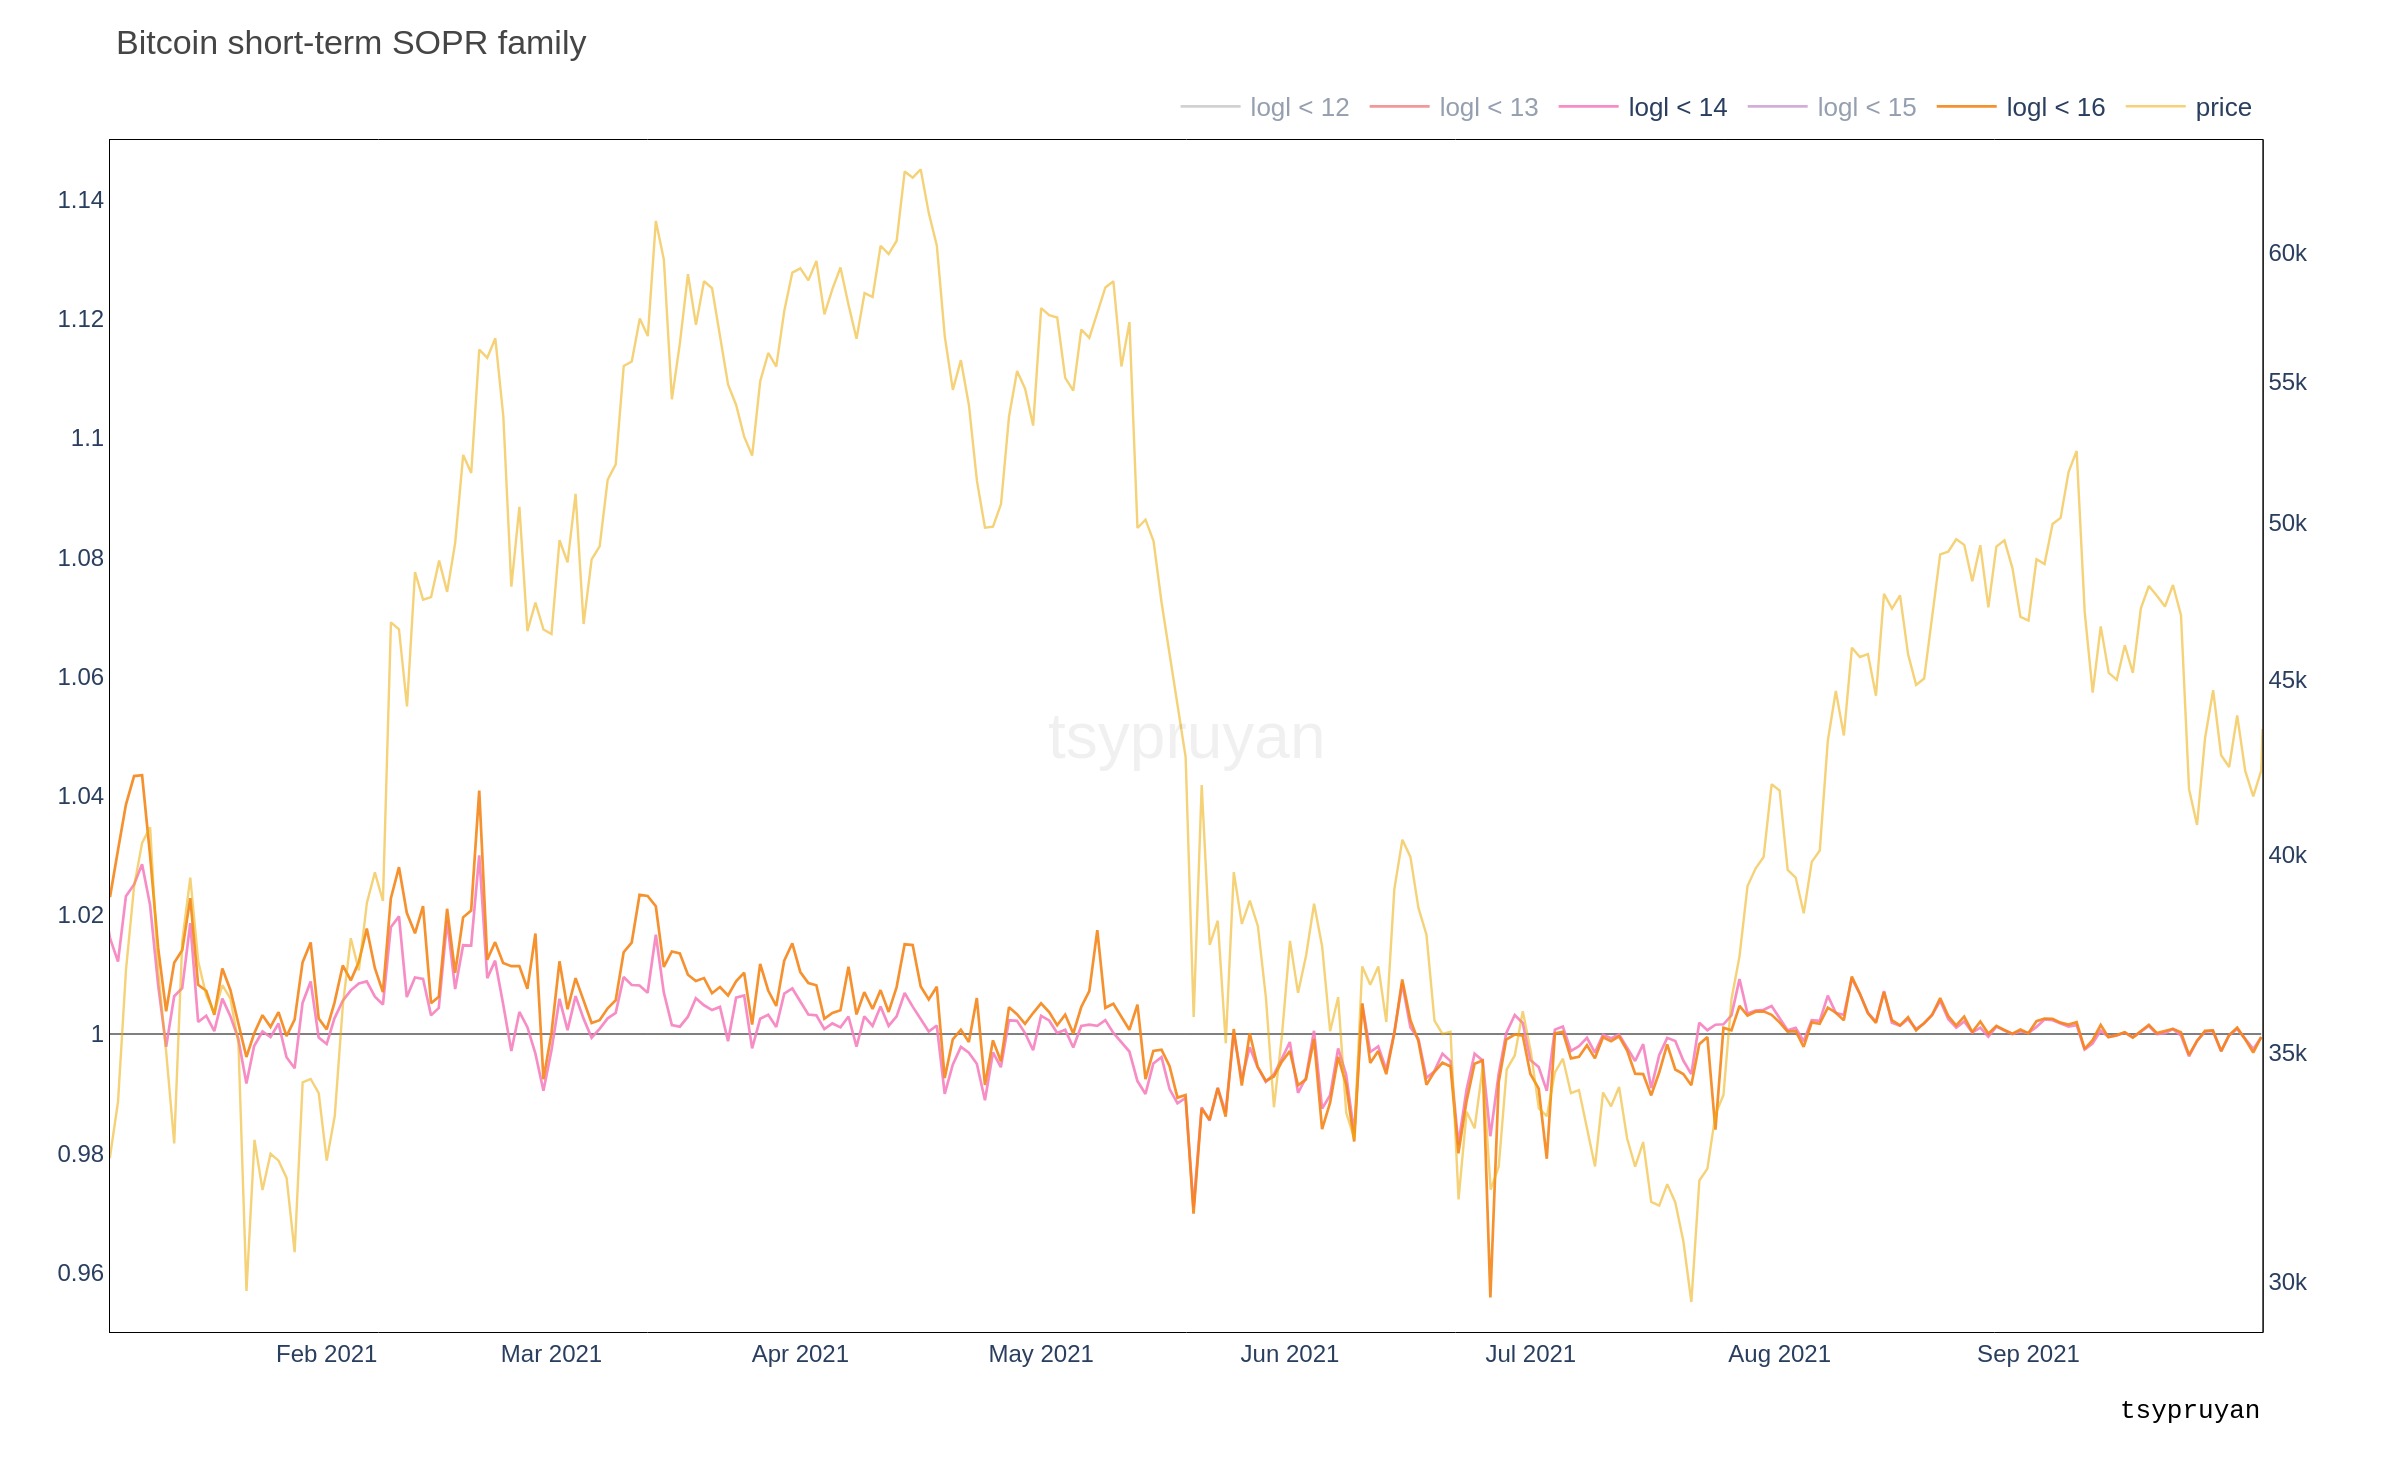 Bitcoin short-term SOPR family
logl < 12 logl < 13 logl < 14 logl < 15 logl < 16 price
1.14
1.12
1.1
1.08
1.06
1.04
1.02
1
0.98
0.96
60k
55k
50k
45k
40k
35k
30k
tsypruyan
Feb 2021 Mar 2021 Apr 2021 May 2021 Jun 2021 Jul 2021 Aug 2021 Sep 2021
tsypruyan